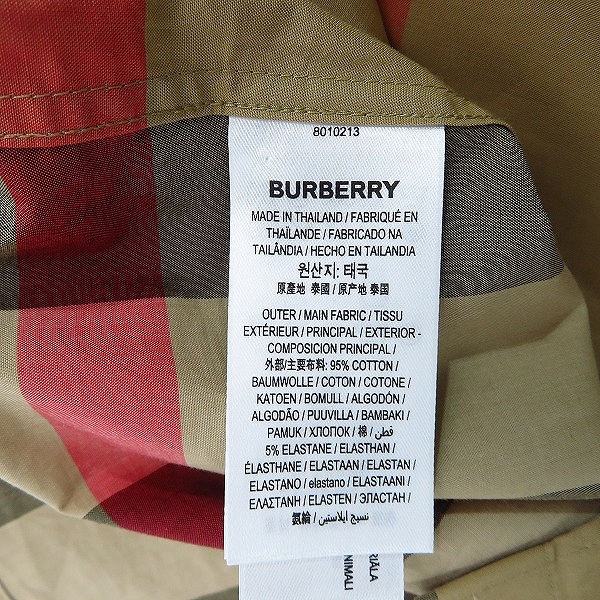 8010213
BURBERRY
MADE IN THAILAND / FABRIQUÉ EN
THAÏLANDE / FABRICADO NA
TAILÂNDIA / HECHO EN TAILANDIA
원산지: 태국
原產地 泰國 / 原产地 泰国
OUTER / MAIN FABRIC / TISSU
EXTÉRIEUR / PRINCIPAL / EXTERIOR -
COMPOSICION PRINCIPAL /
外部/主要布料: 95% COTTON /
BAUMWOLLE / COTON / COTONE /
KATOEN / BOMULL / ALGODÓN /
ALGODÃO / PUUVILLA / BAMBAKI /
PAMUK / ХЛОПОК / 棉 / قطن /
5% ELASTANE / ELASTHAN /
ÉLASTHANE / ELASTAAN / ELASTAN /
ELASTANO / elastano / ELASTAANI /
ΕΛΑΣΤΑΝΗ / ELASTEN / ЭЛАСТАН /
氨綸 / نسيج ايلاستين /
RIĀLA
NIMALI